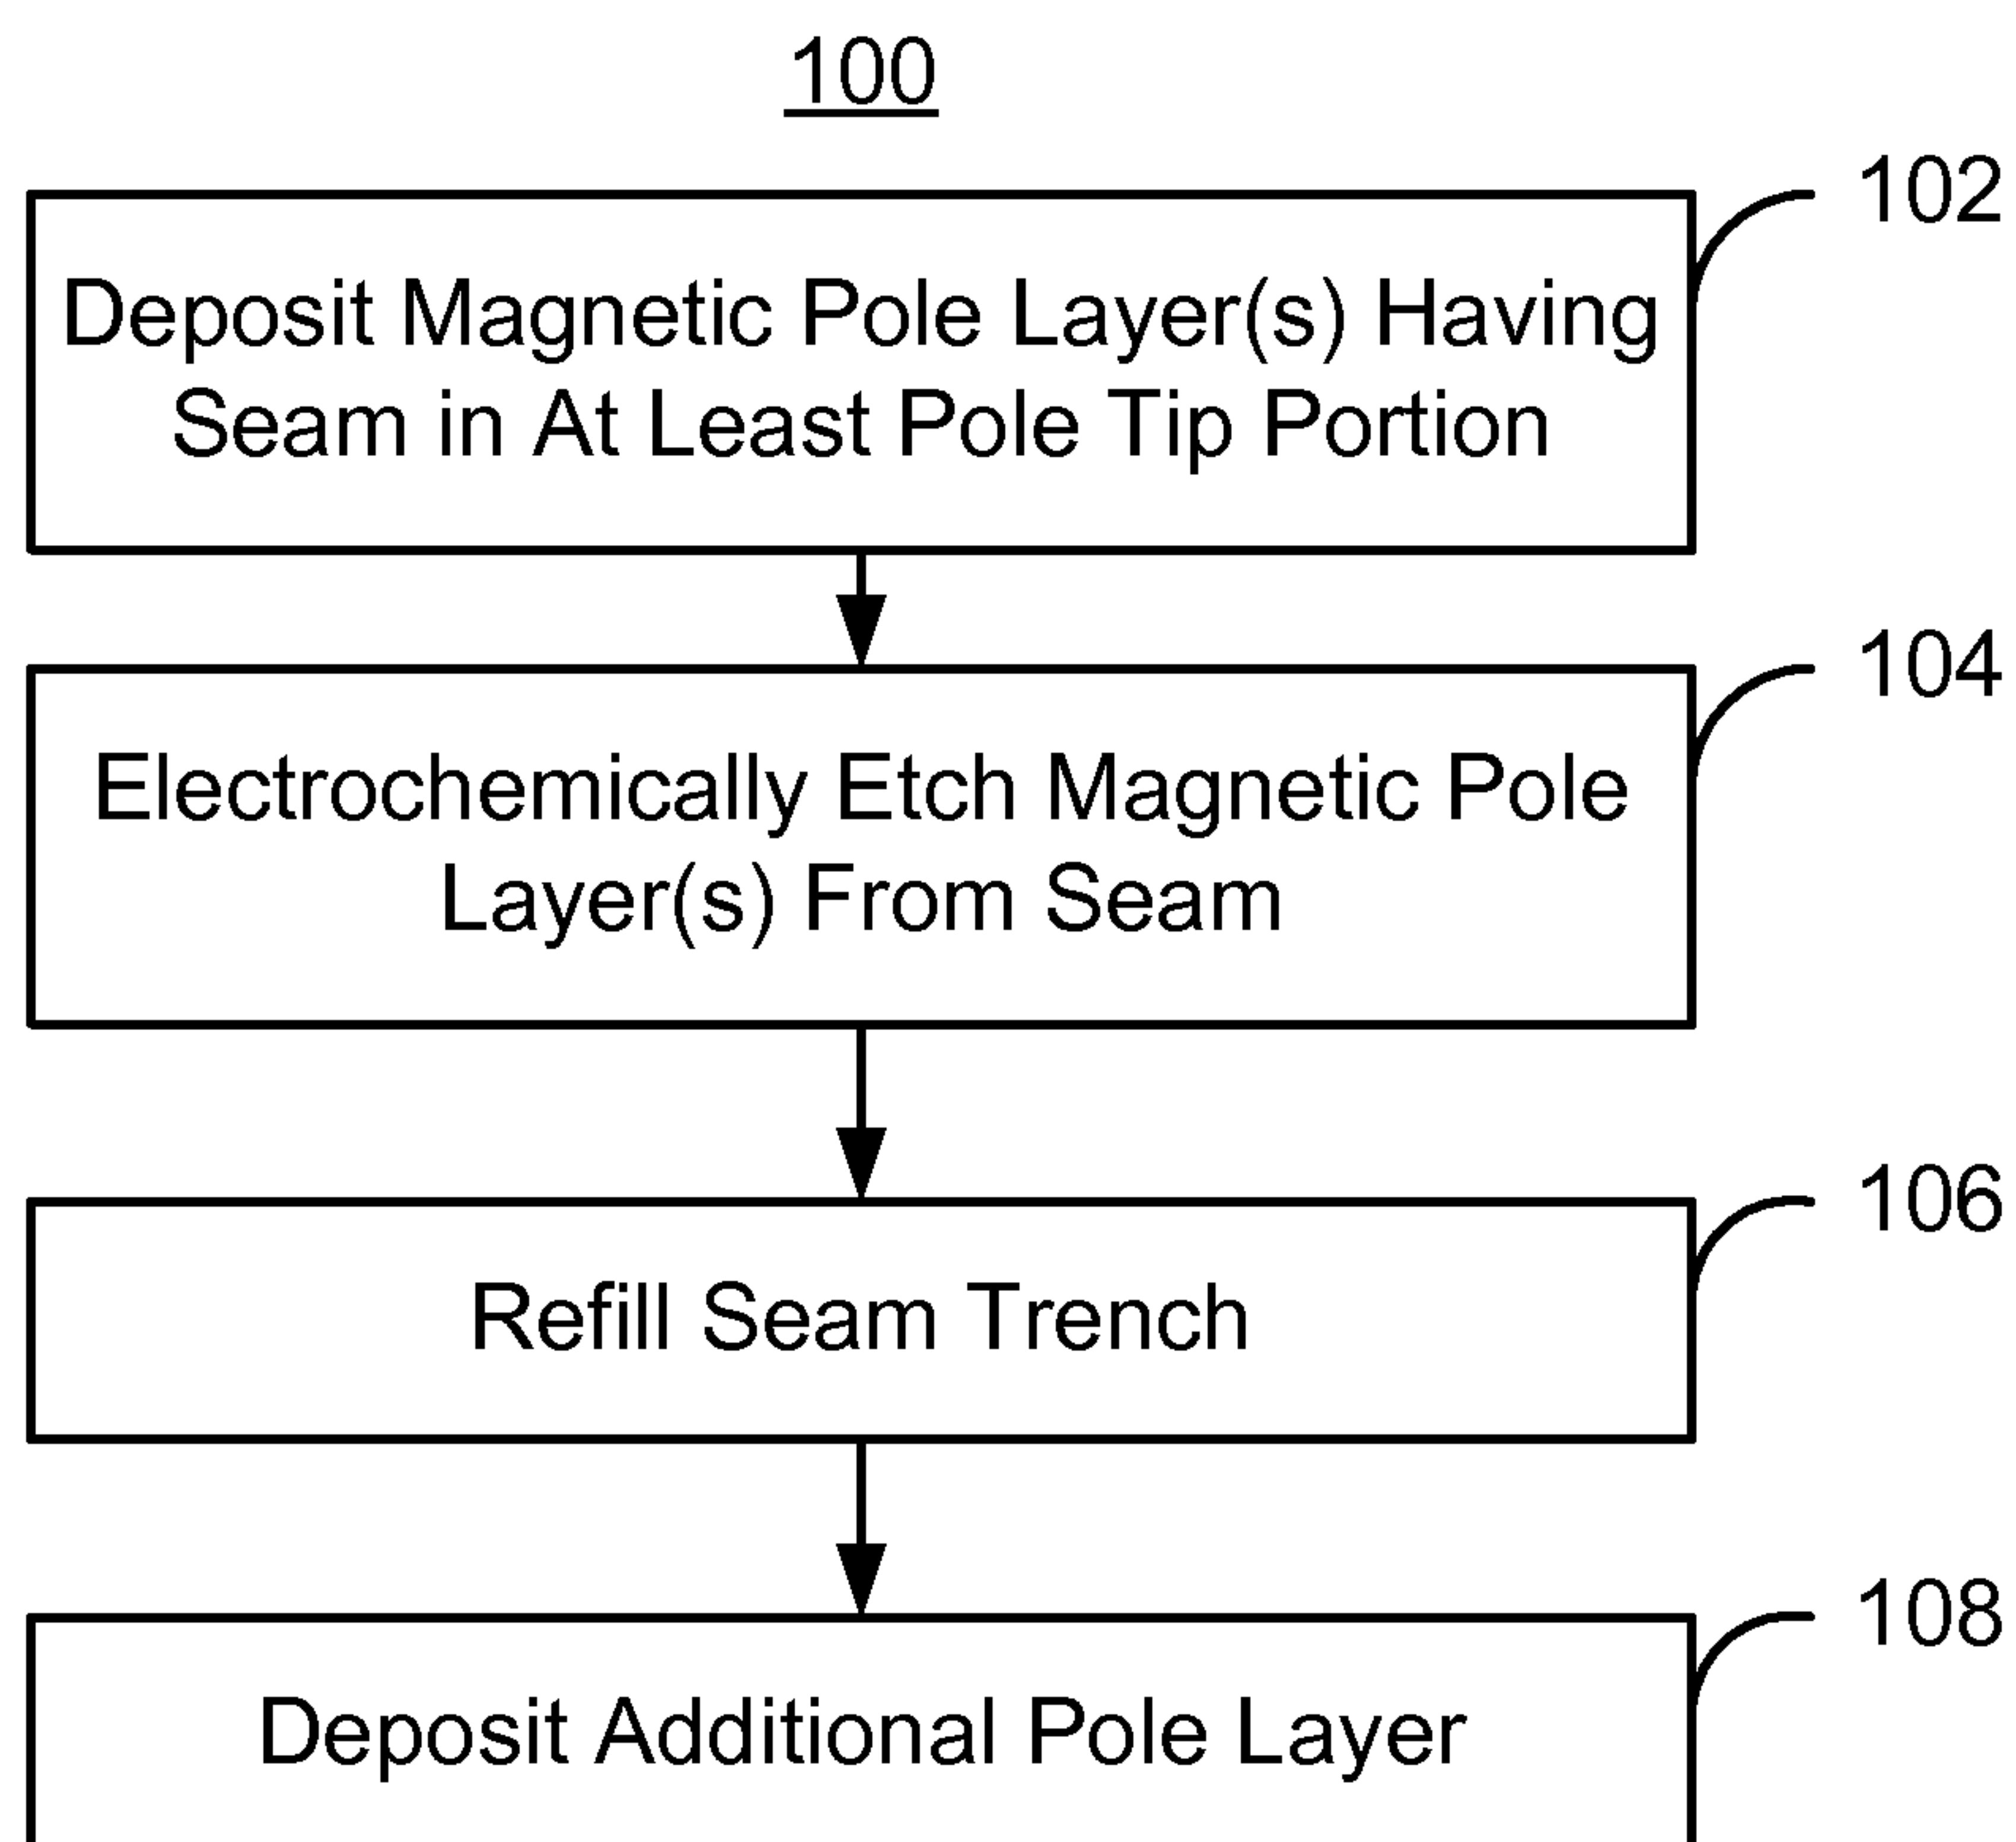 100
102
Deposit Magnetic Pole Layer(s) Having
Seam in At Least Pole Tip Portion
104
Electrochemically Etch Magnetic Pole
Layer(s) From Seam
106
Refill Seam Trench
108
Deposit Additional Pole Layer